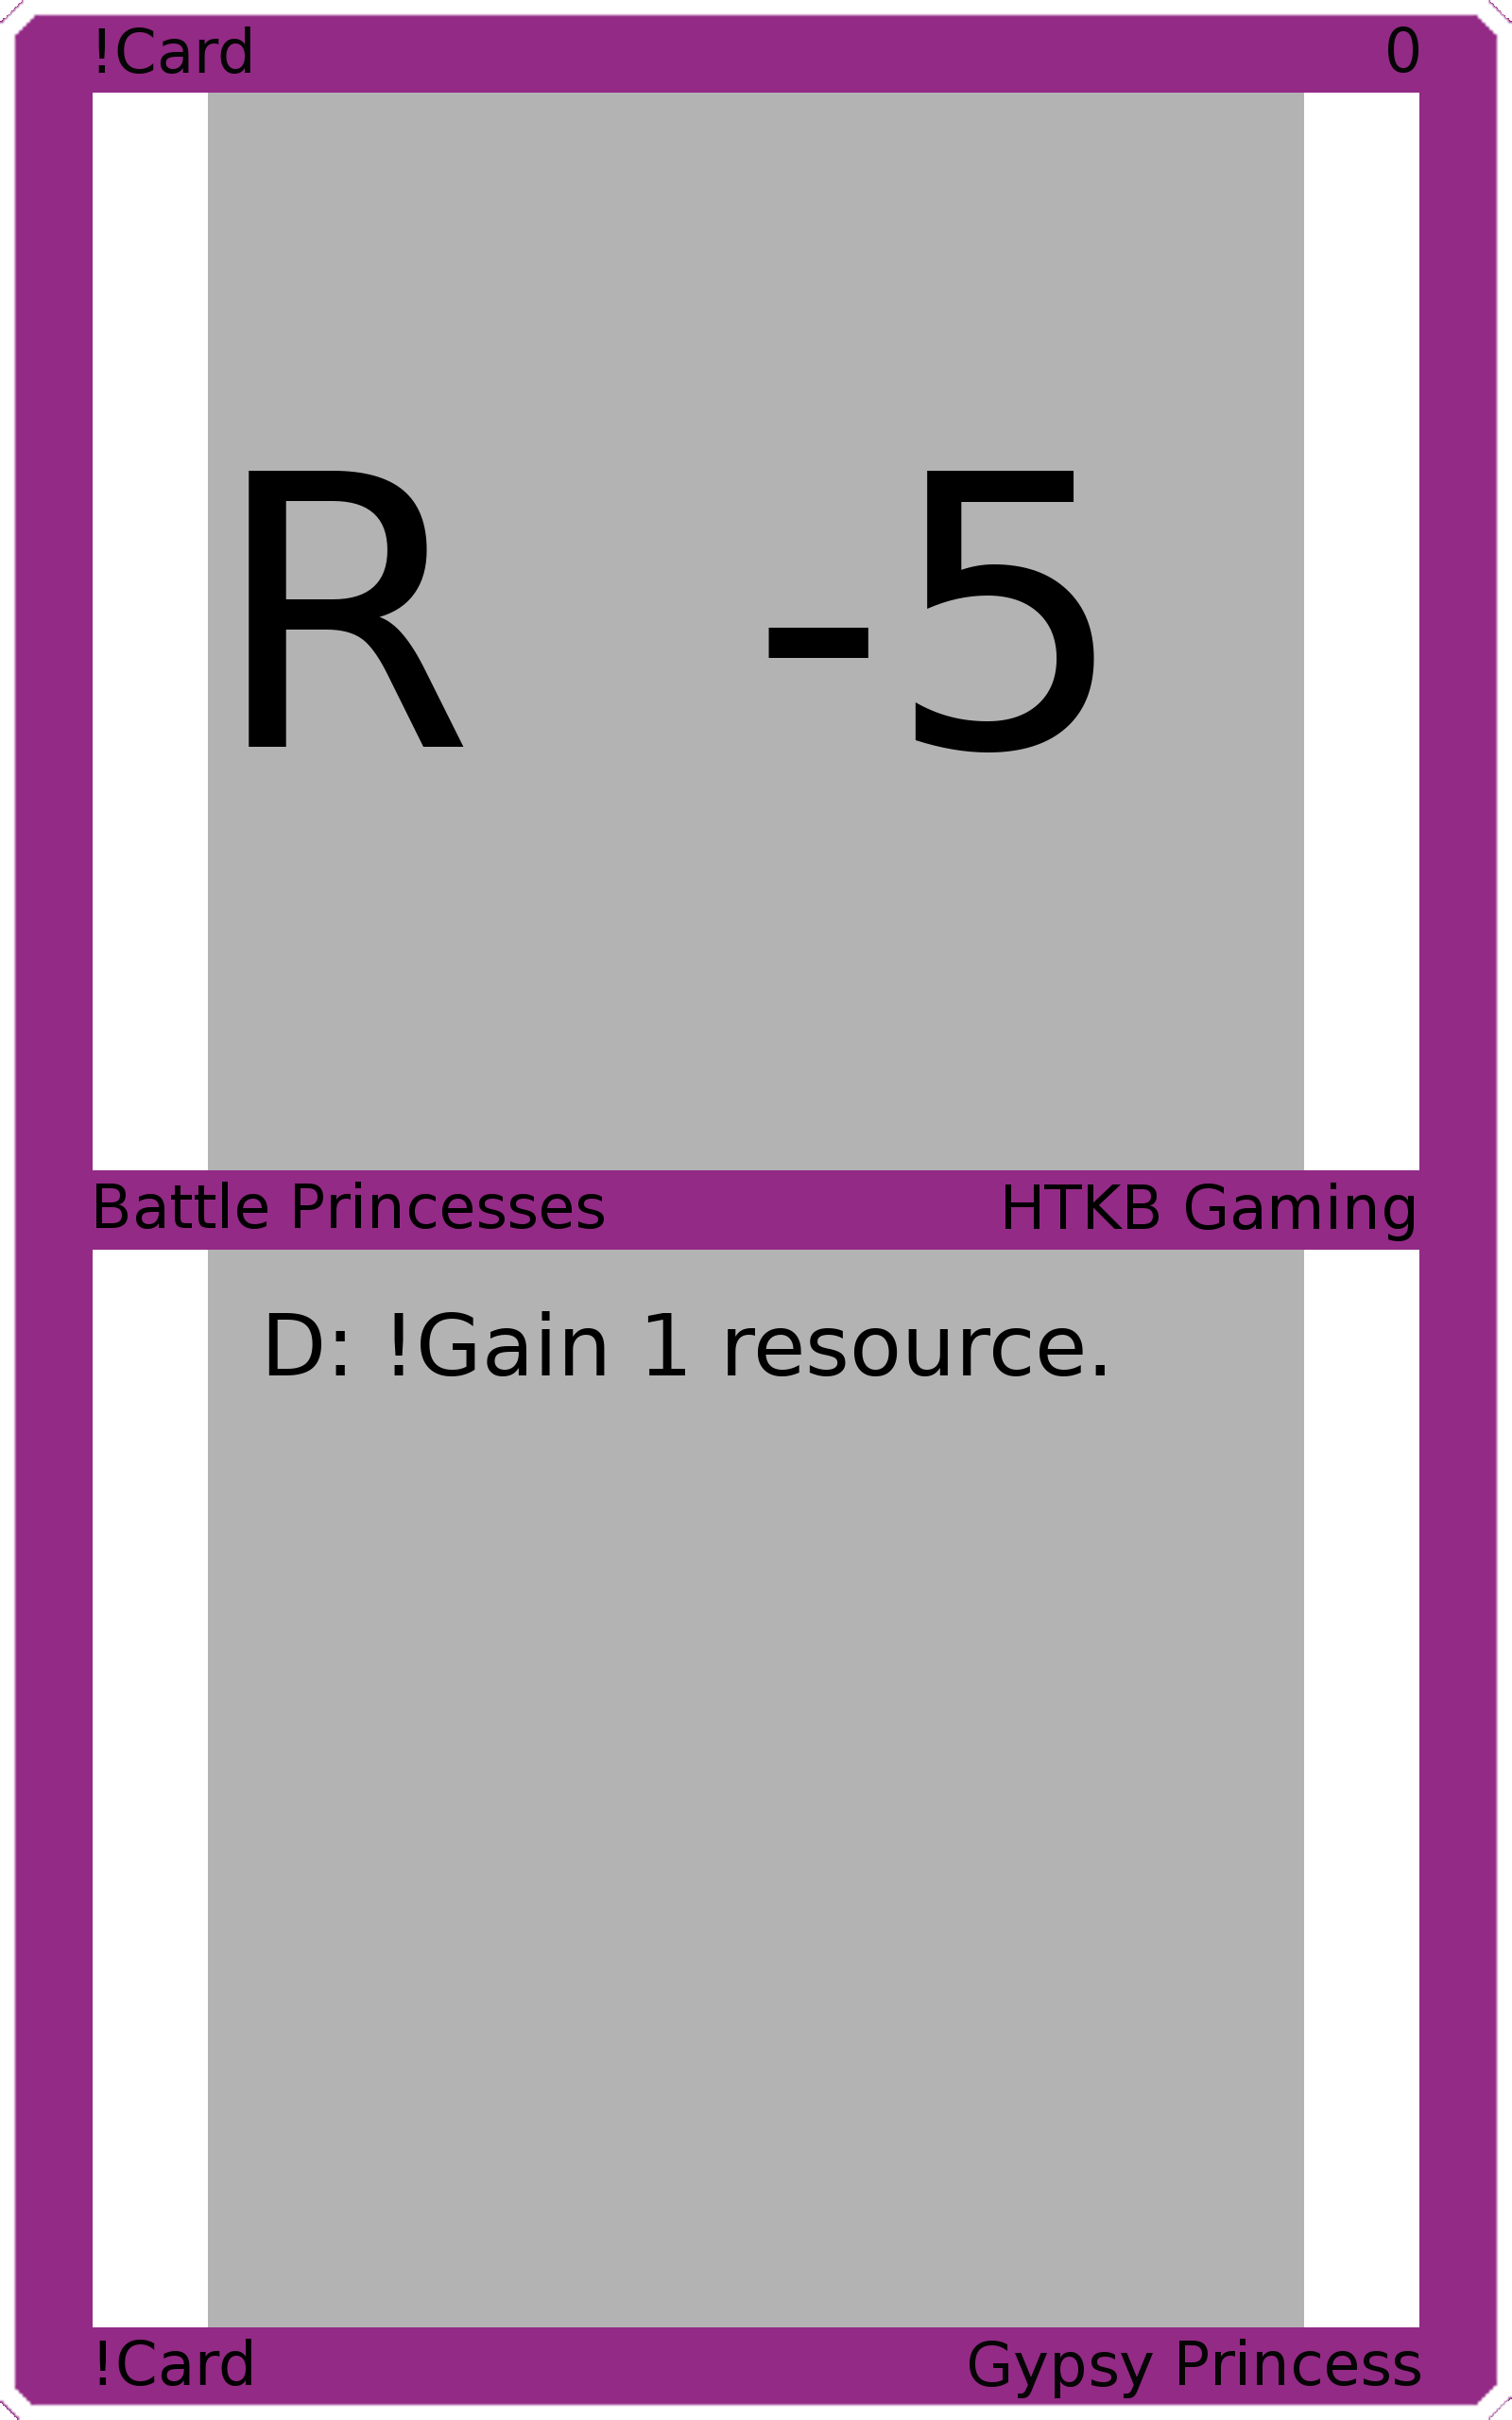 !Card 0
R -5
Battle Princesses HTKB Gaming
D: !Gain 1 resource.
!Card Gypsy Princess